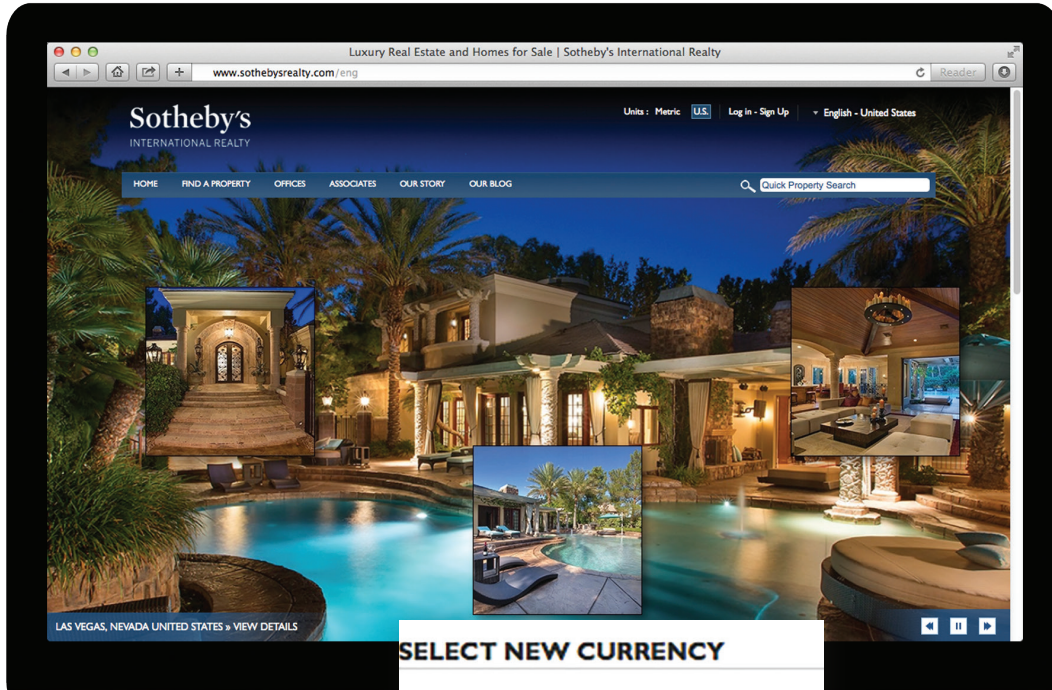 Luxury Real Estate and Homes for Sale | Sotheby's International Realty
www.sothebysrealty.com/eng
Reader
Sotheby's
INTERNATIONAL REALTY
Units : Metric U.S. Log in - Sign Up English - United States
HOME FIND A PROPERTY OFFICES ASSOCIATES OUR STORY OUR BLOG
Quick Property Search
LAS VEGAS, NEVADA UNITED STATES » VIEW DETAILS
SELECT NEW CURRENCY